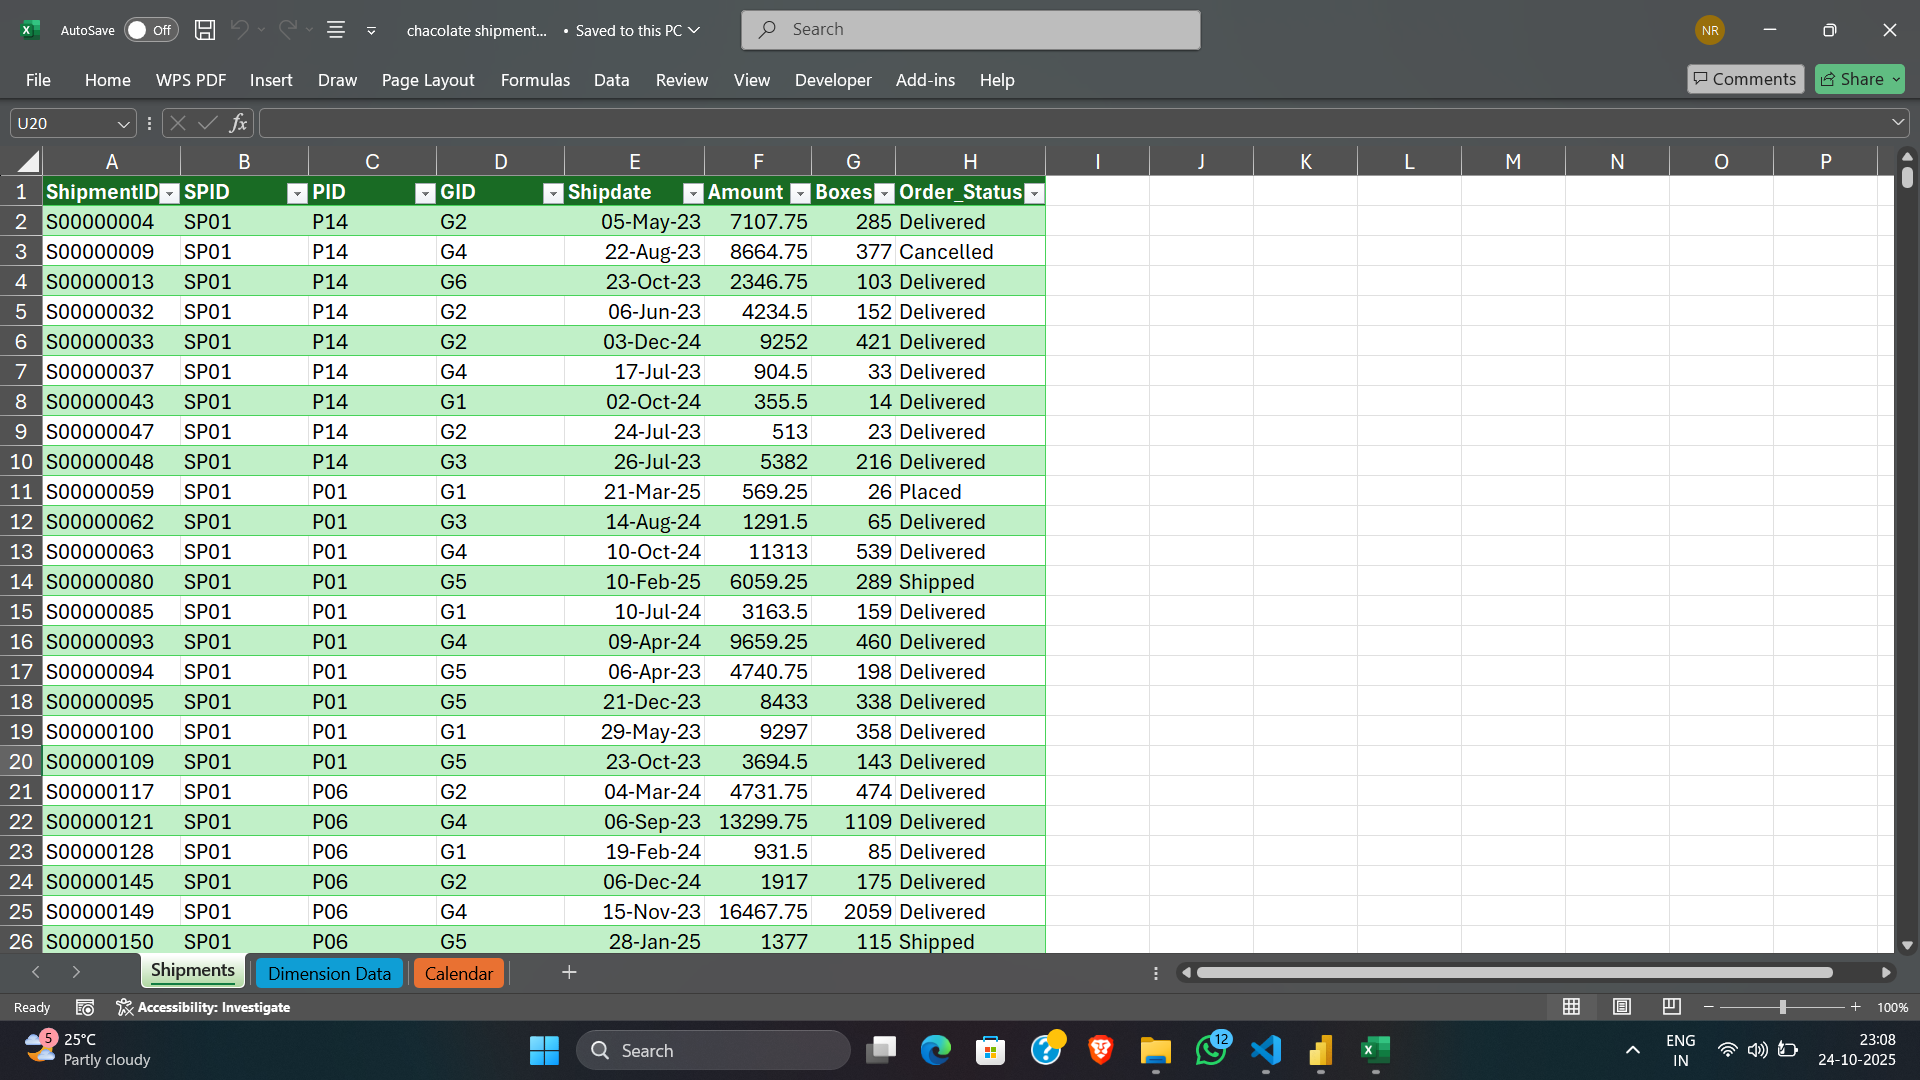 AutoSave Off chacolate shipment... • Saved to this PC Search NR
File Home WPS PDF Insert Draw Page Layout Formulas Data Review View Developer Add-ins Help Comments Share
U20 fx
A B C D E F G H I J K L M N O P
1 ShipmentID SPID PID GID Shipdate Amount Boxes Order_Status
2 S00000004 SP01 P14 G2 05-May-23 7107.75 285 Delivered
3 S00000009 SP01 P14 G4 22-Aug-23 8664.75 377 Cancelled
4 S00000013 SP01 P14 G6 23-Oct-23 2346.75 103 Delivered
5 S00000032 SP01 P14 G2 06-Jun-23 4234.5 152 Delivered
6 S00000033 SP01 P14 G2 03-Dec-24 9252 421 Delivered
7 S00000037 SP01 P14 G4 17-Jul-23 904.5 33 Delivered
8 S00000043 SP01 P14 G1 02-Oct-24 355.5 14 Delivered
9 S00000047 SP01 P14 G2 24-Jul-23 513 23 Delivered
10 S00000048 SP01 P14 G3 26-Jul-23 5382 216 Delivered
11 S00000059 SP01 P01 G1 21-Mar-25 569.25 26 Placed
12 S00000062 SP01 P01 G3 14-Aug-24 1291.5 65 Delivered
13 S00000063 SP01 P01 G4 10-Oct-24 11313 539 Delivered
14 S00000080 SP01 P01 G5 10-Feb-25 6059.25 289 Shipped
15 S00000085 SP01 P01 G1 10-Jul-24 3163.5 159 Delivered
16 S00000093 SP01 P01 G4 09-Apr-24 9659.25 460 Delivered
17 S00000094 SP01 P01 G5 06-Apr-23 4740.75 198 Delivered
18 S00000095 SP01 P01 G5 21-Dec-23 8433 338 Delivered
19 S00000100 SP01 P01 G1 29-May-23 9297 358 Delivered
20 S00000109 SP01 P01 G5 23-Oct-23 3694.5 143 Delivered
21 S00000117 SP01 P06 G2 04-Mar-24 4731.75 474 Delivered
22 S00000121 SP01 P06 G4 06-Sep-23 13299.75 1109 Delivered
23 S00000128 SP01 P06 G1 19-Feb-24 931.5 85 Delivered
24 S00000145 SP01 P06 G2 06-Dec-24 1917 175 Delivered
25 S00000149 SP01 P06 G4 15-Nov-23 16467.75 2059 Delivered
26 S00000150 SP01 P06 G5 28-Jan-25 1377 115 Shipped
Shipments Dimension Data Calendar
Ready Accessibility: Investigate 100%
5 25°C Search 12 ENG 23:08
Partly cloudy IN 24-10-2025